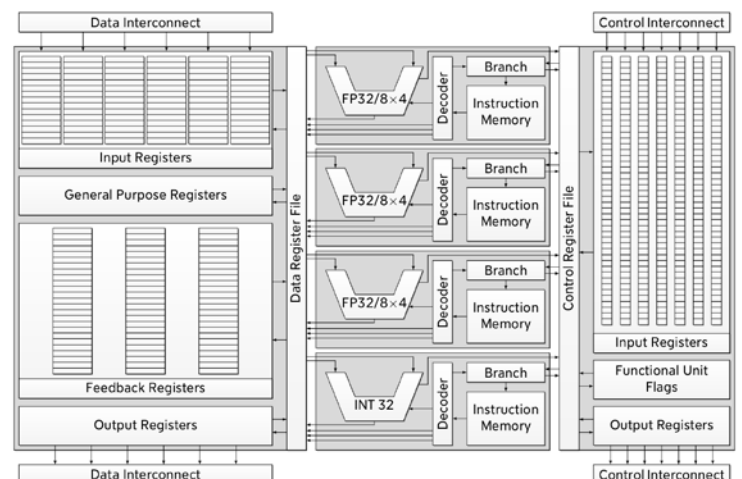 Data Interconnect
Control Interconnect
Input Registers
General Purpose Registers
Feedback Registers
Output Registers
Data Interconnect
Data Register File
FP32/8×4
Decoder
Branch
Instruction
Memory
FP32/8×4
Decoder
Branch
Instruction
Memory
FP32/8×4
Decoder
Branch
Instruction
Memory
INT 32
Decoder
Branch
Instruction
Memory
Control Register File
Input Registers
Functional Unit
Flags
Output Registers
Control Interconnect